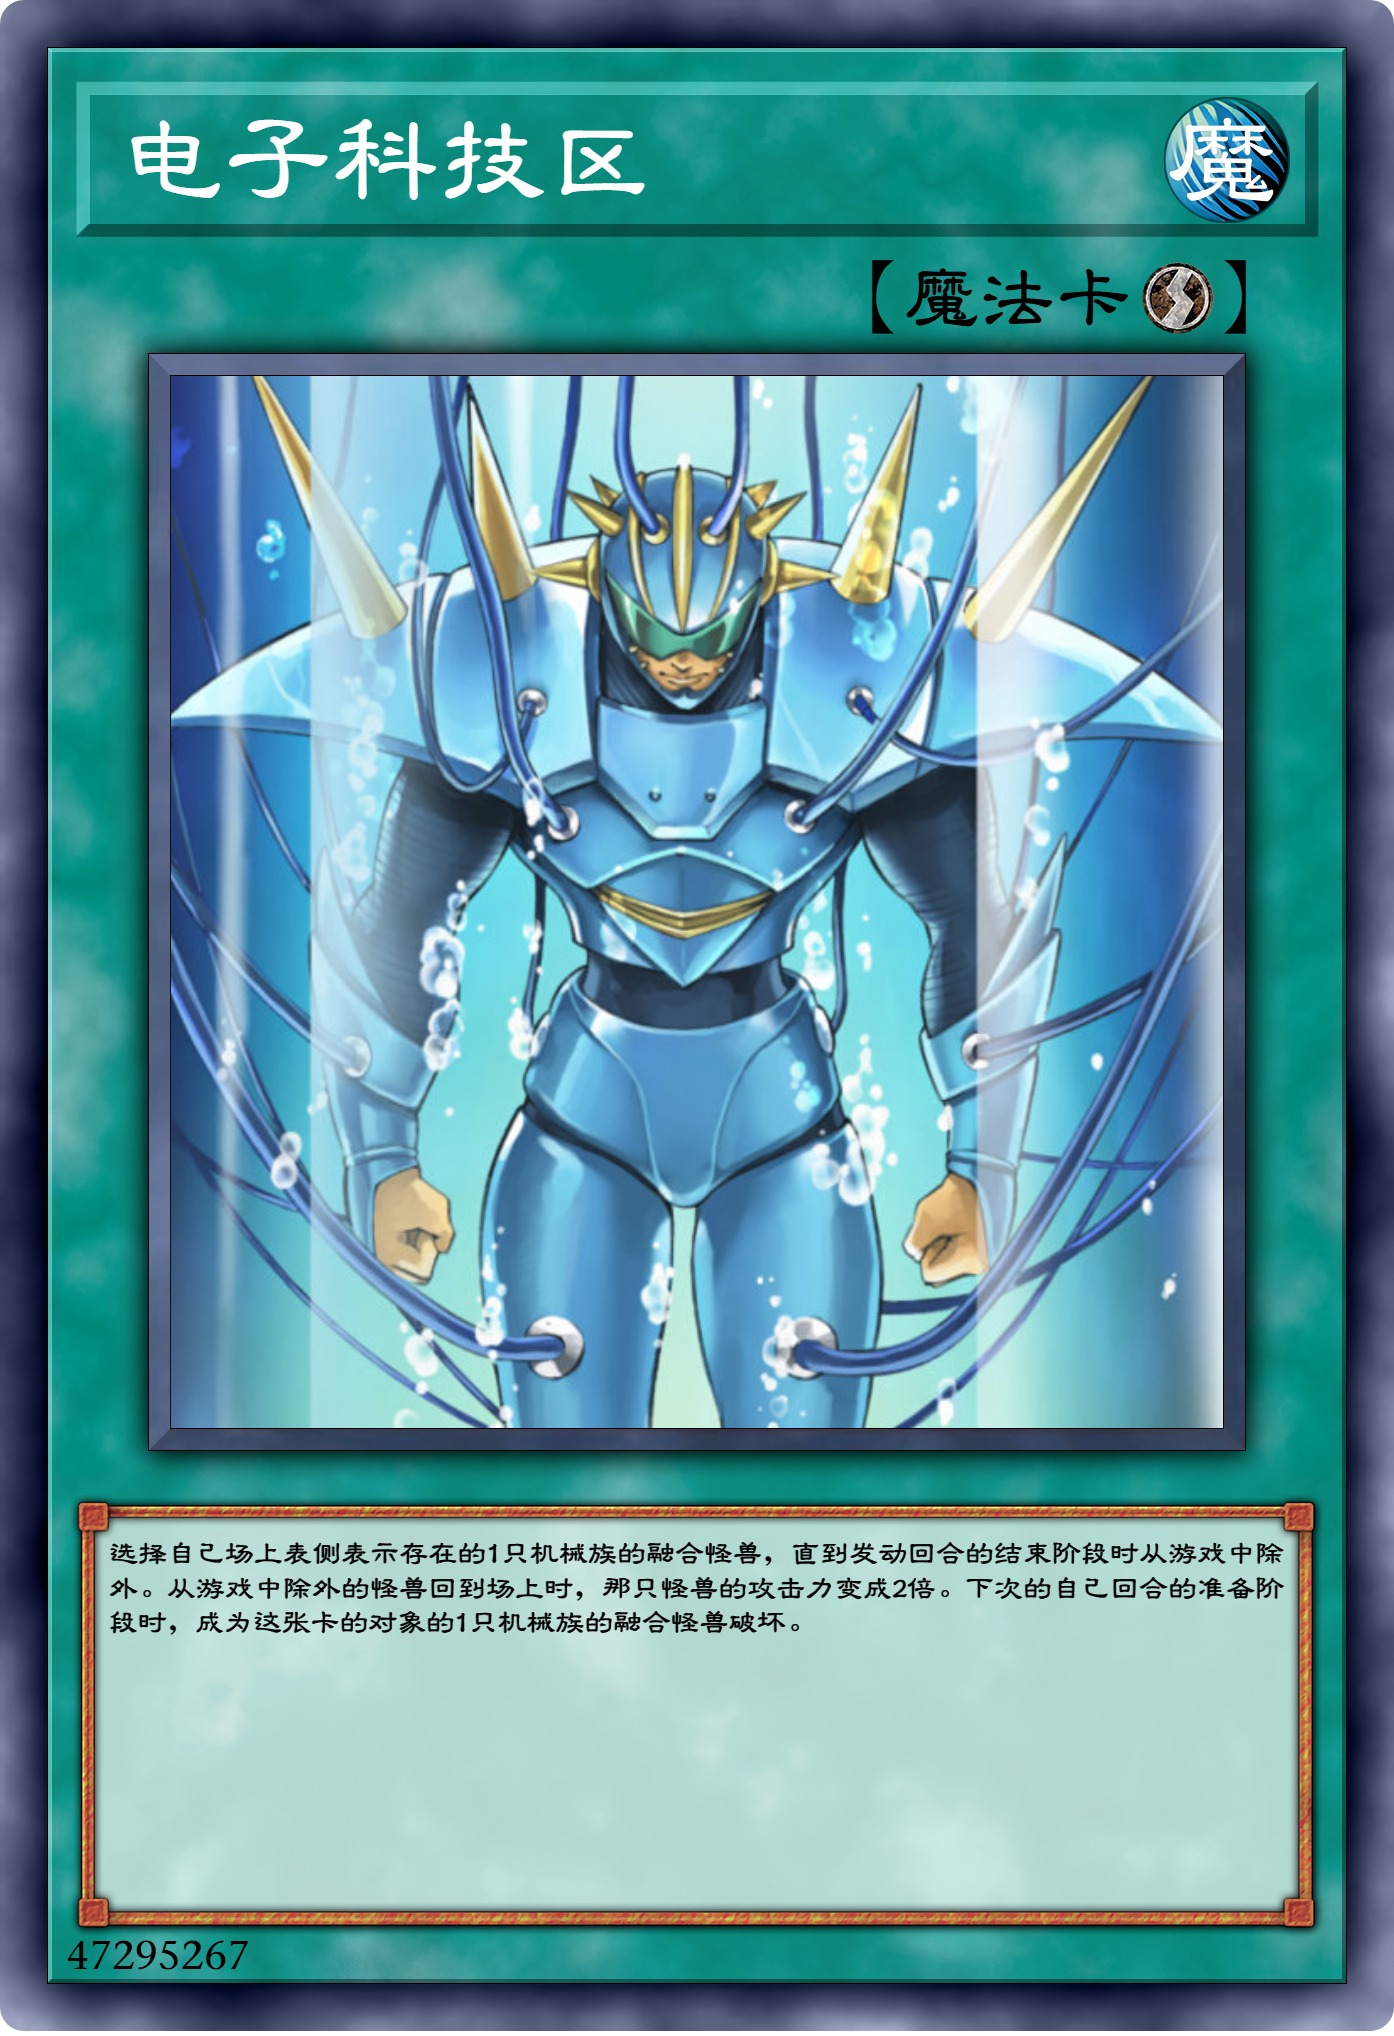 电子科技区
魔
【魔法卡】
选择自己场上表侧表示存在的1只机械族的融合怪兽，直到发动回合的结束阶段时从游戏中除
外。从游戏中除外的怪兽回到场上时，那只怪兽的攻击力变成2倍。下次的自己回合的准备阶
段时，成为这张卡的对象的1只机械族的融合怪兽破坏。
47295267